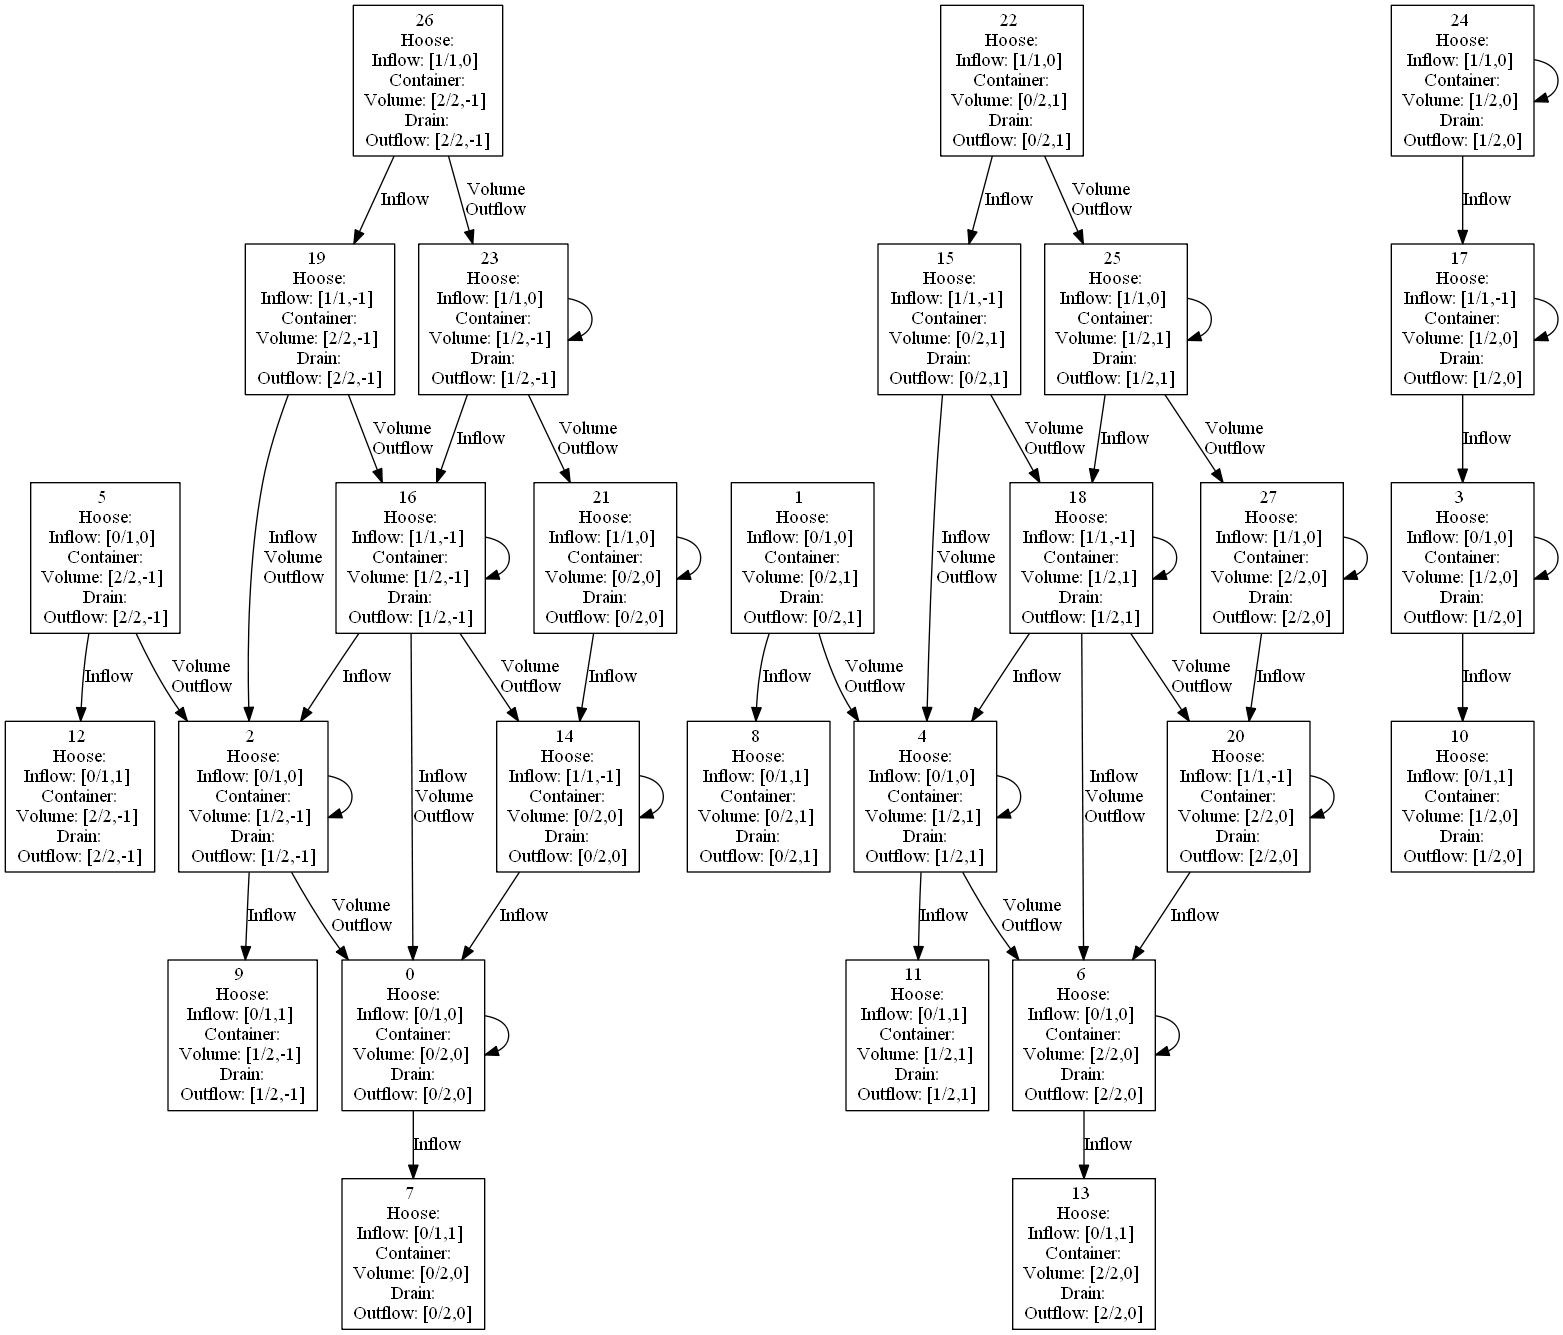 26
Hoose:
Inflow: [1/1,0]
Container:
Volume: [2/2,-1]
Drain:
Outflow: [2/2,-1]
22
Hoose:
Inflow: [1/1,0]
Container:
Volume: [0/2,1]
Drain:
Outflow: [0/2,1]
24
Hoose:
Inflow: [1/1,0]
Container:
Volume: [1/2,0]
Drain:
Outflow: [1/2,0]
Inflow
Volume
Outflow
Inflow
Volume
Outflow
Inflow
19
Hoose:
Inflow: [1/1,-1]
Container:
Volume: [2/2,-1]
Drain:
Outflow: [2/2,-1]
23
Hoose:
Inflow: [1/1,0]
Container:
Volume: [1/2,-1]
Drain:
Outflow: [1/2,-1]
15
Hoose:
Inflow: [1/1,-1]
Container:
Volume: [0/2,1]
Drain:
Outflow: [0/2,1]
25
Hoose:
Inflow: [1/1,0]
Container:
Volume: [1/2,1]
Drain:
Outflow: [1/2,1]
17
Hoose:
Inflow: [1/1,-1]
Container:
Volume: [1/2,0]
Drain:
Outflow: [1/2,0]
Volume
Outflow
Inflow
Volume
Outflow
Volume
Outflow
Inflow
Volume
Outflow
Inflow
5
Hoose:
Inflow: [0/1,0]
Container:
Volume: [2/2,-1]
Drain:
Outflow: [2/2,-1]
Inflow
Volume
Outflow
16
Hoose:
Inflow: [1/1,-1]
Container:
Volume: [1/2,-1]
Drain:
Outflow: [1/2,-1]
21
Hoose:
Inflow: [1/1,0]
Container:
Volume: [0/2,0]
Drain:
Outflow: [0/2,0]
1
Hoose:
Inflow: [0/1,0]
Container:
Volume: [0/2,1]
Drain:
Outflow: [0/2,1]
Inflow
Volume
Outflow
18
Hoose:
Inflow: [1/1,-1]
Container:
Volume: [1/2,1]
Drain:
Outflow: [1/2,1]
27
Hoose:
Inflow: [1/1,0]
Container:
Volume: [2/2,0]
Drain:
Outflow: [2/2,0]
3
Hoose:
Inflow: [0/1,0]
Container:
Volume: [1/2,0]
Drain:
Outflow: [1/2,0]
Inflow
Volume
Outflow
Inflow
Volume
Outflow
Inflow
Inflow
Volume
Outflow
Inflow
Volume
Outflow
Inflow
Inflow
12
Hoose:
Inflow: [0/1,1]
Container:
Volume: [2/2,-1]
Drain:
Outflow: [2/2,-1]
2
Hoose:
Inflow: [0/1,0]
Container:
Volume: [1/2,-1]
Drain:
Outflow: [1/2,-1]
Inflow
Volume
Outflow
14
Hoose:
Inflow: [1/1,-1]
Container:
Volume: [0/2,0]
Drain:
Outflow: [0/2,0]
8
Hoose:
Inflow: [0/1,1]
Container:
Volume: [0/2,1]
Drain:
Outflow: [0/2,1]
4
Hoose:
Inflow: [0/1,0]
Container:
Volume: [1/2,1]
Drain:
Outflow: [1/2,1]
Inflow
Volume
Outflow
20
Hoose:
Inflow: [1/1,-1]
Container:
Volume: [2/2,0]
Drain:
Outflow: [2/2,0]
10
Hoose:
Inflow: [0/1,1]
Container:
Volume: [1/2,0]
Drain:
Outflow: [1/2,0]
Inflow
Volume
Outflow
Inflow
Inflow
Volume
Outflow
Inflow
9
Hoose:
Inflow: [0/1,1]
Container:
Volume: [1/2,-1]
Drain:
Outflow: [1/2,-1]
0
Hoose:
Inflow: [0/1,0]
Container:
Volume: [0/2,0]
Drain:
Outflow: [0/2,0]
11
Hoose:
Inflow: [0/1,1]
Container:
Volume: [1/2,1]
Drain:
Outflow: [1/2,1]
6
Hoose:
Inflow: [0/1,0]
Container:
Volume: [2/2,0]
Drain:
Outflow: [2/2,0]
Inflow
Inflow
7
Hoose:
Inflow: [0/1,1]
Container:
Volume: [0/2,0]
Drain:
Outflow: [0/2,0]
13
Hoose:
Inflow: [0/1,1]
Container:
Volume: [2/2,0]
Drain:
Outflow: [2/2,0]